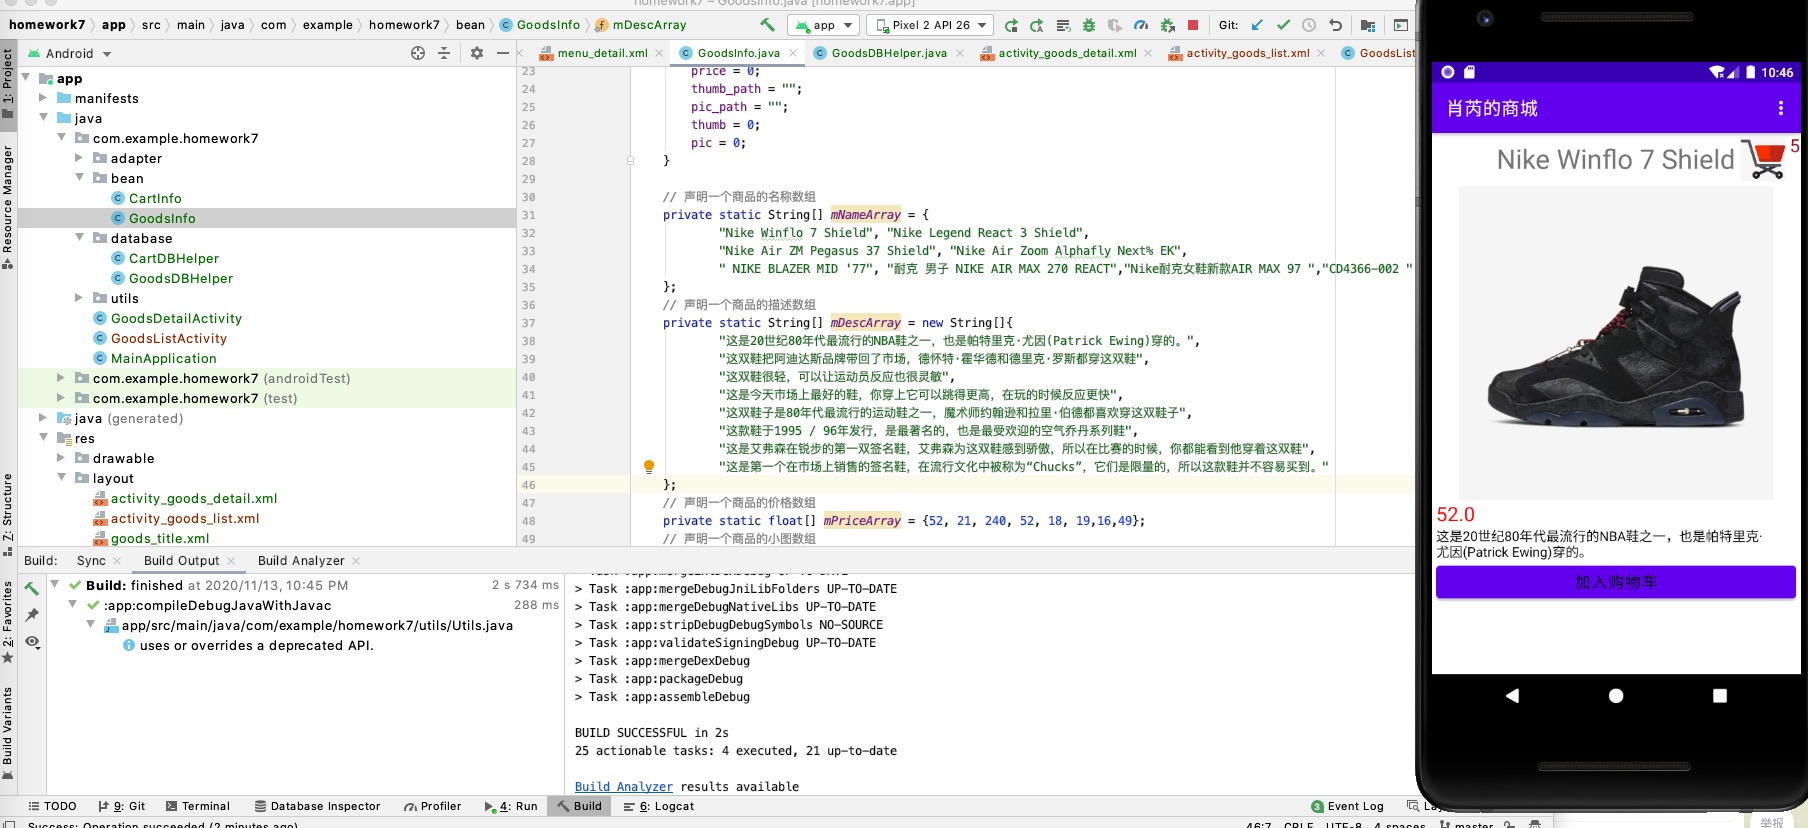 homework7 – GoodsInfo.java [homework7.app]
homework7 app src main java com example homework7 bean GoodsInfo mDescArray
app Pixel 2 API 26 Git:
Android
menu_detail.xml GoodsInfo.java GoodsDBHelper.java activity_goods_detail.xml activity_goods_list.xml GoodsList
1: Project
Resource Manager
Z: Structure
2: Favorites
Build Variants
app
manifests
java
com.example.homework7
adapter
bean
CartInfo
GoodsInfo
database
CartDBHelper
GoodsDBHelper
utils
GoodsDetailActivity
GoodsListActivity
MainApplication
com.example.homework7 (androidTest)
com.example.homework7 (test)
java (generated)
res
drawable
layout
activity_goods_detail.xml
activity_goods_list.xml
goods_title.xml
23 price = 0;
24 thumb_path = "";
25 pic_path = "";
26 thumb = 0;
27 pic = 0;
28 }
29
30 // 声明一个商品的名称数组
31 private static String[] mNameArray = {
32 "Nike Winflo 7 Shield", "Nike Legend React 3 Shield",
33 "Nike Air ZM Pegasus 37 Shield", "Nike Air Zoom Alphafly Next% EK",
34 " NIKE BLAZER MID '77", "耐克 男子 NIKE AIR MAX 270 REACT","Nike耐克女鞋新款AIR MAX 97 ","CD4366-002 "
35 };
36 // 声明一个商品的描述数组
37 private static String[] mDescArray = new String[]{
38 "这是20世纪80年代最流行的NBA鞋之一，也是帕特里克·尤因(Patrick Ewing)穿的。",
39 "这双鞋把阿迪达斯品牌带回了市场，德怀特·霍华德和德里克·罗斯都穿这双鞋",
40 "这双鞋很轻，可以让运动员反应也很灵敏",
41 "这是今天市场上最好的鞋，你穿上它可以跳得更高，在玩的时候反应更快",
42 "这双鞋子是80年代最流行的运动鞋之一，魔术师约翰逊和拉里·伯德都喜欢穿这双鞋子",
43 "这款鞋于1995 / 96年发行，是最著名的，也是最受欢迎的空气乔丹系列鞋",
44 "这是艾弗森在锐步的第一双签名鞋，艾弗森为这双鞋感到骄傲，所以在比赛的时候，你都能看到他穿着这双鞋",
45 "这是第一个在市场上销售的签名鞋，在流行文化中被称为“Chucks”，它们是限量的，所以这款鞋并不容易买到。"
46 };
47 // 声明一个商品的价格数组
48 private static float[] mPriceArray = {52, 21, 240, 52, 18, 19,16,49};
49 // 声明一个商品的小图数组
Build: Sync Build Output Build Analyzer
Build: finished at 2020/11/13, 10:45 PM 2 s 734 ms
:app:compileDebugJavaWithJavac 288 ms
app/src/main/java/com/example/homework7/utils/Utils.java
uses or overrides a deprecated API.
> Task :app:mergeDebugJniLibFolders UP-TO-DATE
> Task :app:mergeDebugNativeLibs UP-TO-DATE
> Task :app:stripDebugDebugSymbols NO-SOURCE
> Task :app:validateSigningDebug UP-TO-DATE
> Task :app:mergeDexDebug
> Task :app:packageDebug
> Task :app:assembleDebug
BUILD SUCCESSFUL in 2s
25 actionable tasks: 4 executed, 21 up-to-date
Build Analyzer results available
TODO 9: Git Terminal Database Inspector Profiler 4: Run Build 6: Logcat 3 Event Log
Success: Operation succeeded (2 minutes ago) 46:7 CRLF UTF-8 4 spaces master
10:46
肖芮的商城
Nike Winflo 7 Shield 5
52.0
这是20世纪80年代最流行的NBA鞋之一，也是帕特里克·
尤因(Patrick Ewing)穿的。
加入购物车
举报